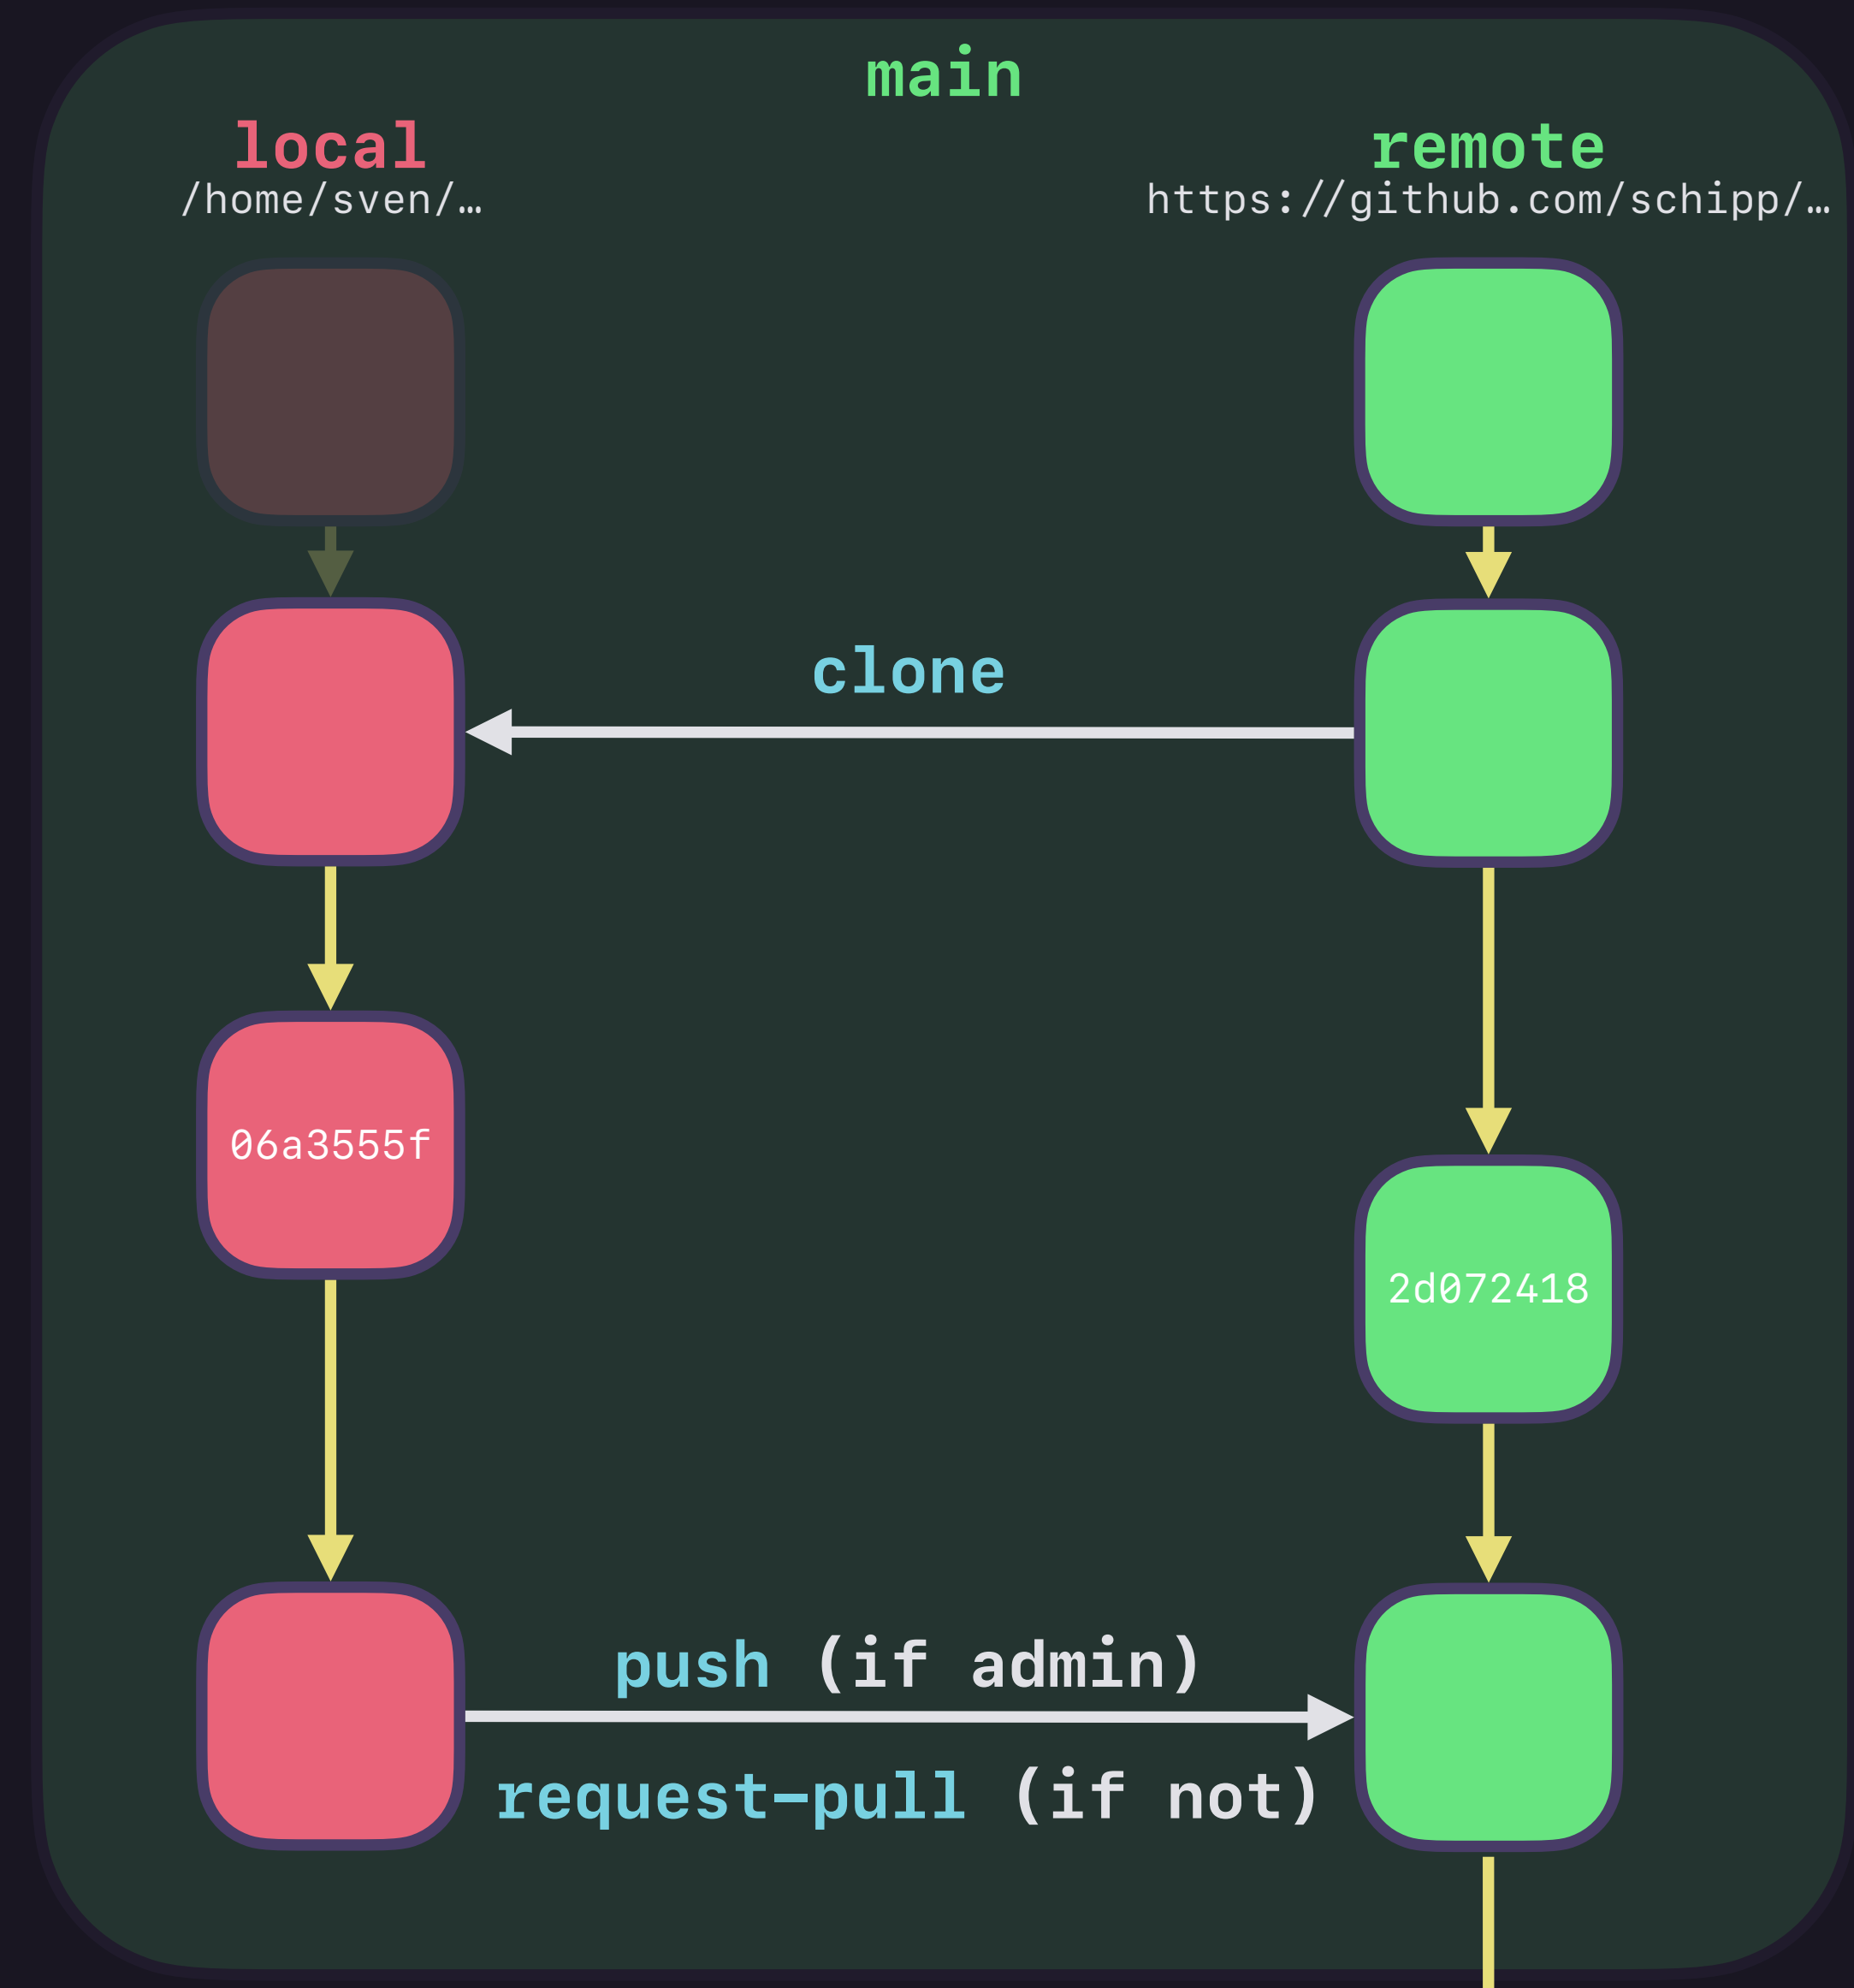 main
local
remote
/home/sven/…
https://github.com/schipp/…
clone
06a3555f
2d072418
push (if admin)
request-pull (if not)